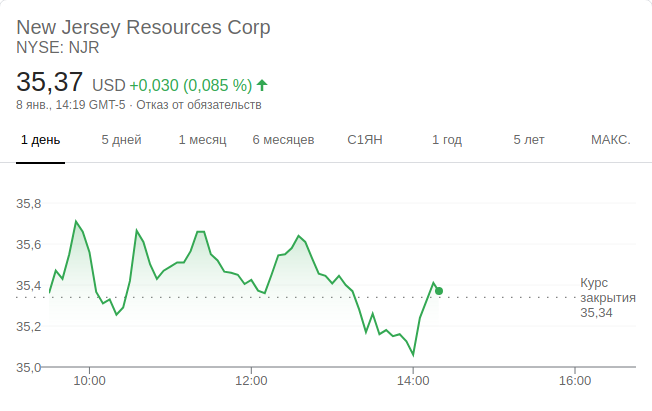 New Jersey Resources Corp
NYSE: NJR
35,37 USD +0,030 (0,085 %)
8 янв., 14:19 GMT-5 · Отказ от обязательств
1 день 5 дней 1 месяц 6 месяцев С1ЯН 1 год 5 лет МАКС.
35,8
35,6
35,4
Курс
закрытия
35,34
35,2
35,0
10:00 12:00 14:00 16:00